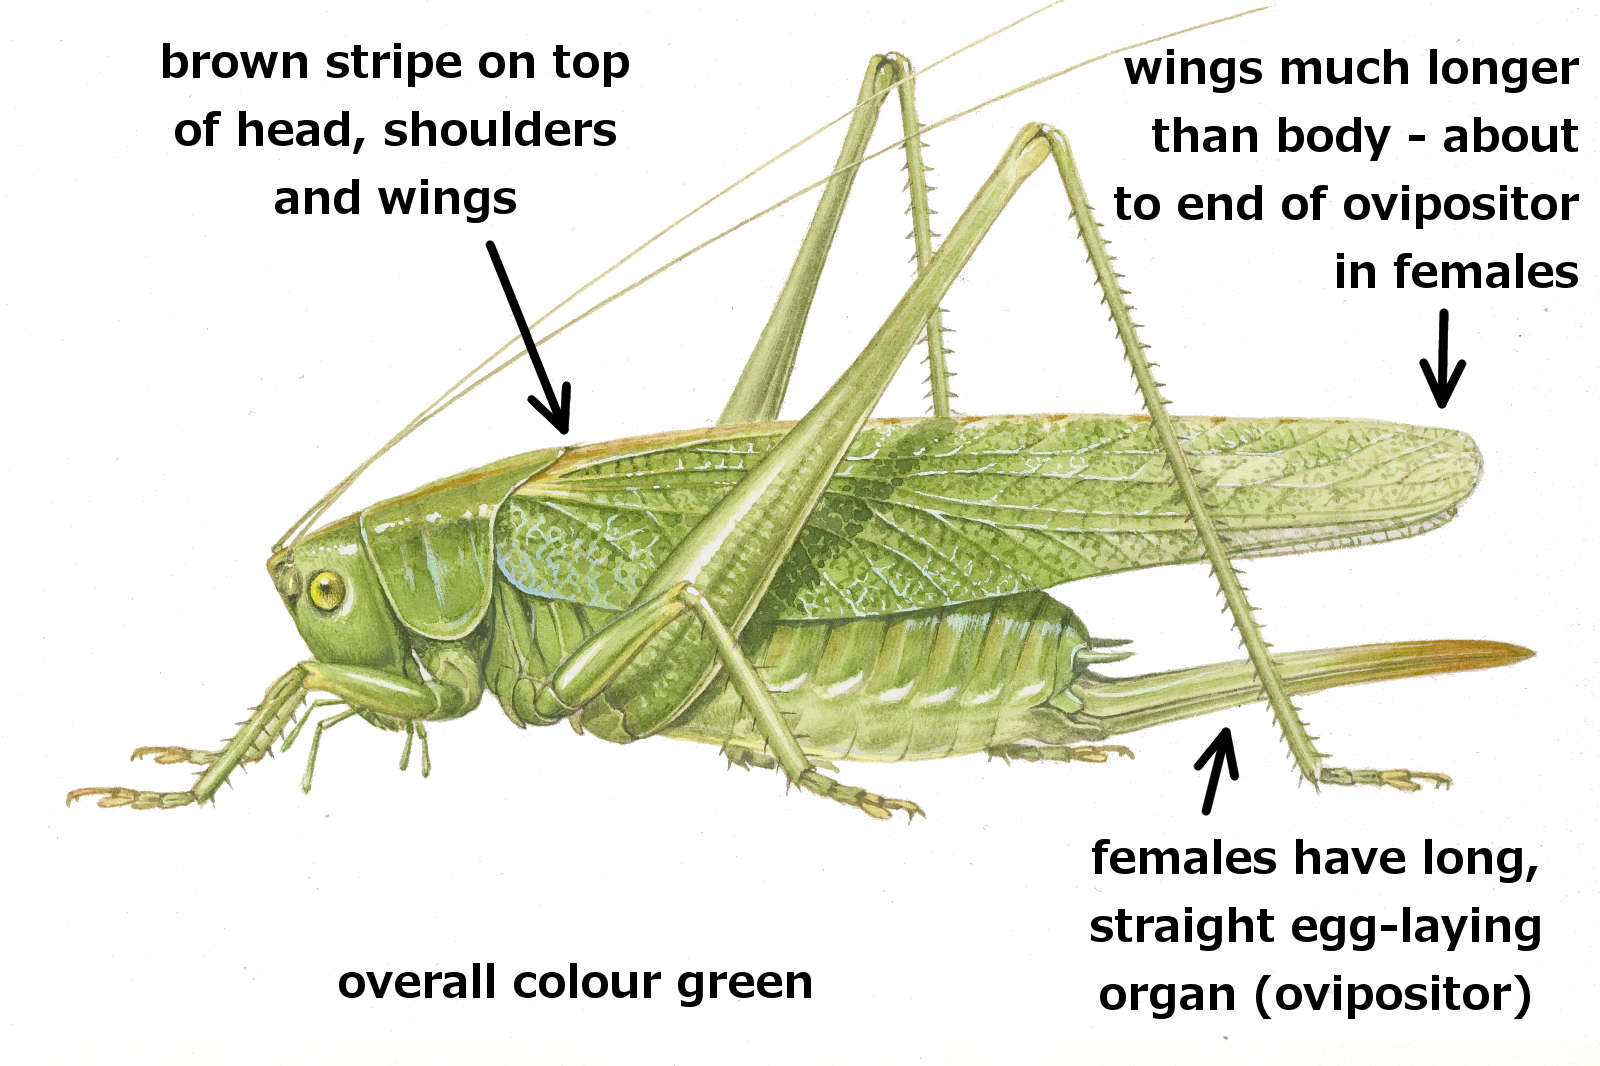 brown stripe on top
of head, shoulders
and wings
wings much longer
than body - about
to end of ovipositor
in females
females have long,
straight egg-laying
organ (ovipositor)
overall colour green